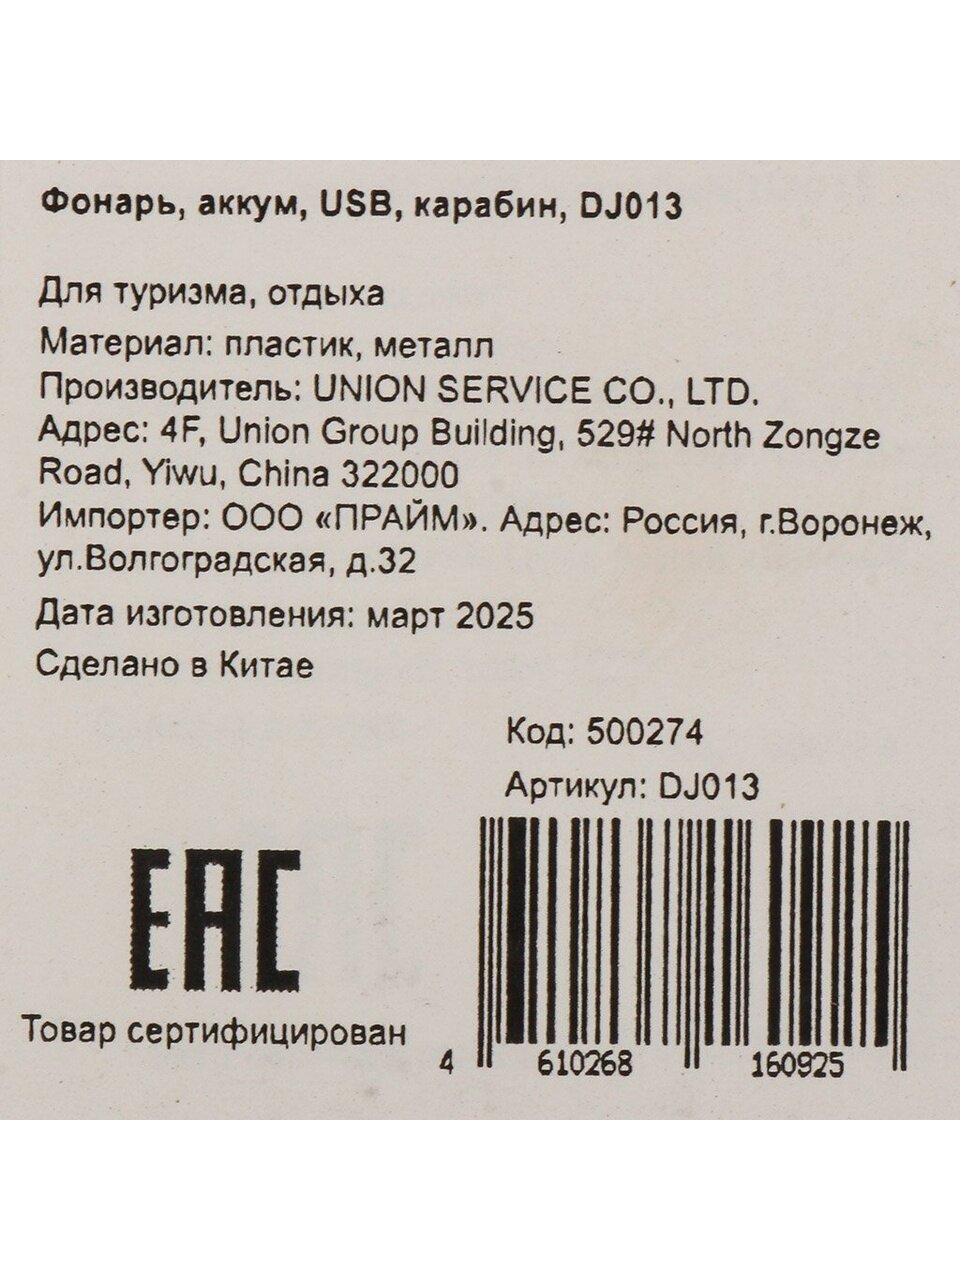 Фонарь, аккум, USB, карабин, DJ013
Для туризма, отдыха
Материал: пластик, металл
Производитель: UNION SERVICE CO., LTD.
Адрес: 4F, Union Group Building, 529# North Zongze
Road, Yiwu, China 322000
Импортер: ООО «ПРАЙМ». Адрес: Россия, г.Воронеж,
ул.Волгоградская, д.32
Дата изготовления: март 2025
Сделано в Китае
Код: 500274
Артикул: DJ013
EAC
Товар сертифицирован
4 610268 160925